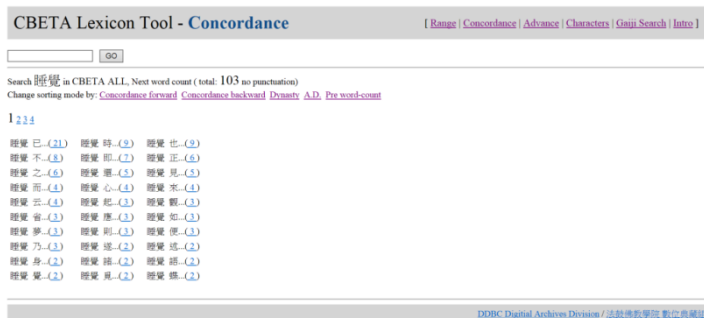 CBETA Lexicon Tool - Concordance
[ Range | Concordance | Advance | Characters | Gaiji Search | Intro ]
GO
Search 睡覺 in CBETA ALL, Next word count ( total: 103 no punctuation)
Change sorting mode by: Concordance forward Concordance backward Dynasty A.D. Pre word-count
1 2 3 4
睡覺 已...(21) 睡覺 時...(9) 睡覺 也...(9)
睡覺 不...(8) 睡覺 即...(7) 睡覺 正...(6)
睡覺 之...(6) 睡覺 還...(5) 睡覺 見...(5)
睡覺 而...(4) 睡覺 心...(4) 睡覺 來...(4)
睡覺 云...(4) 睡覺 起...(3) 睡覺 觀...(3)
睡覺 省...(3) 睡覺 應...(3) 睡覺 如...(3)
睡覺 夢...(3) 睡覺 則...(3) 睡覺 便...(3)
睡覺 乃...(3) 睡覺 遂...(2) 睡覺 述...(2)
睡覺 身...(2) 睡覺 諸...(2) 睡覺 語...(2)
睡覺 覺...(2) 睡覺 覓...(2) 睡覺 蝶...(2)
DDBC Digitial Archives Division / 法鼓佛教學院 數位典藏組